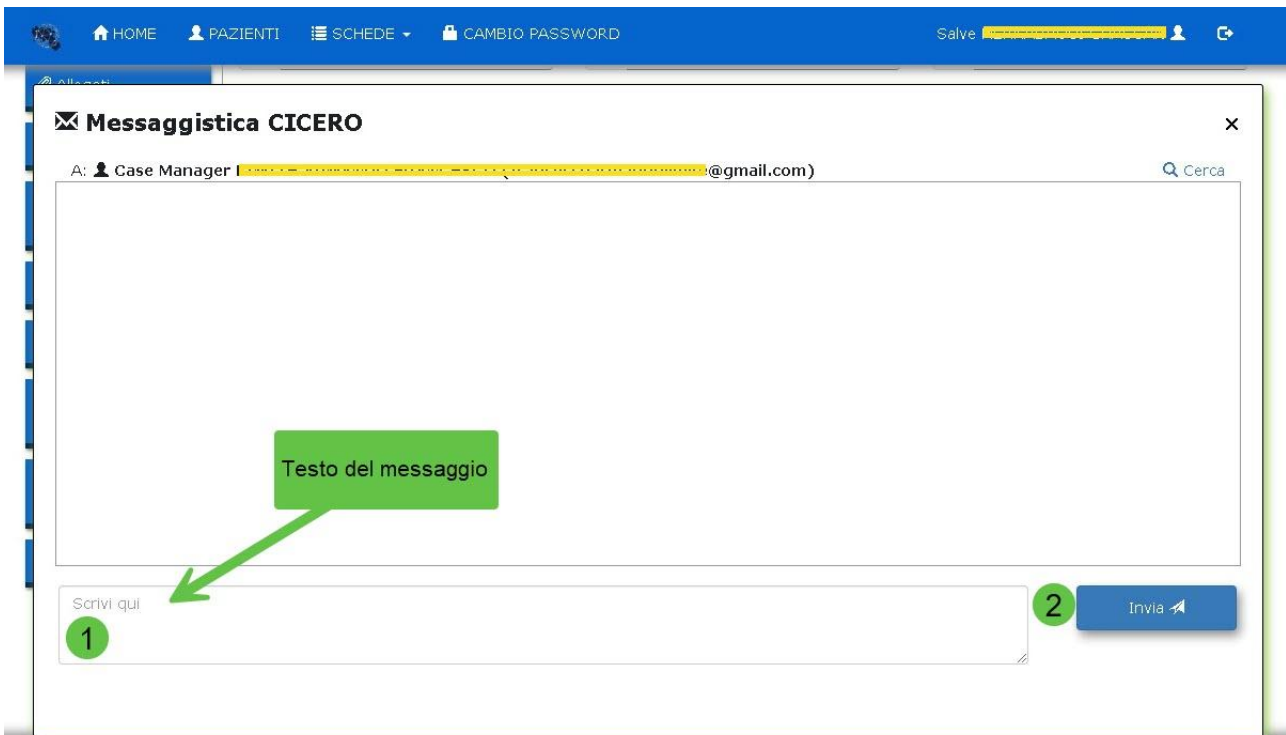 HOME PAZIENTI SCHEDE CAMBIO PASSWORD Salve
Allegati
Messaggistica CICERO ×
A: Case Manager @gmail.com) Cerca
Testo del messaggio
Scrivi qui
1
2 Invia